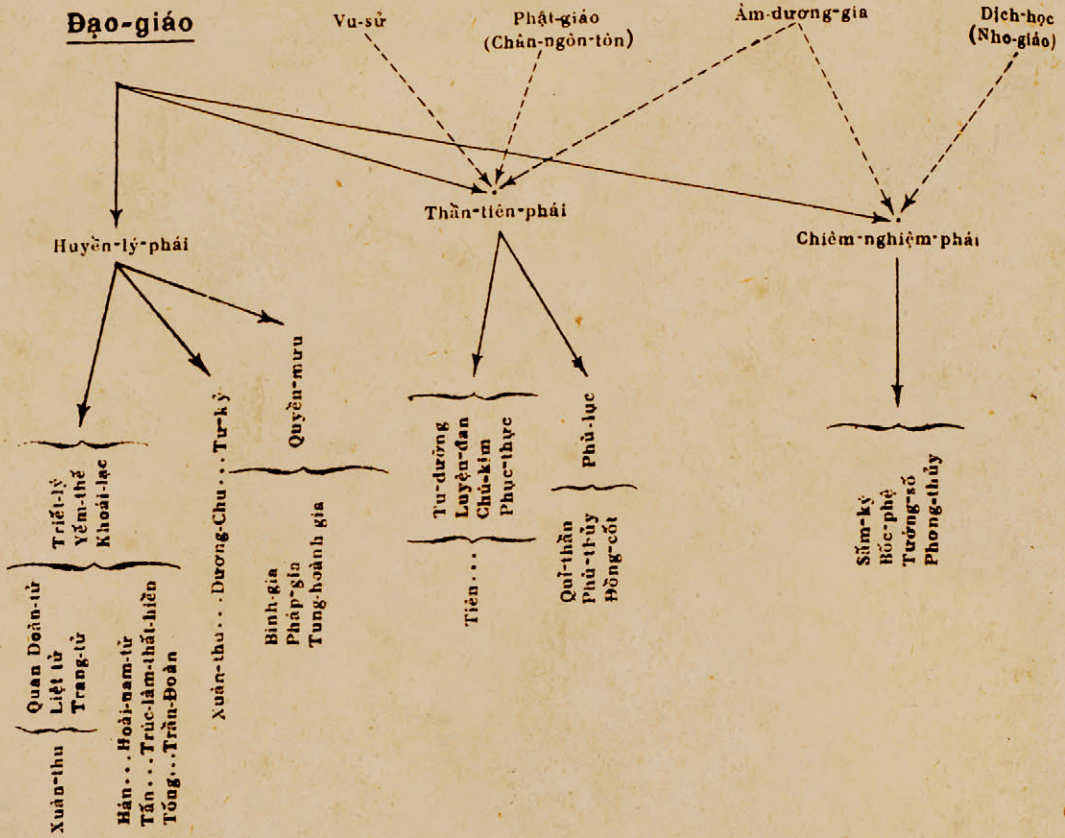 Đạo-giáo
Vu-sử
Phật-giáo
(Chân-ngôn-tôn)
Âm-dương-gia
Dịch-học
(Nho-giáo)
Huyền-lý-phái
Thần-tiên-phái
Chiêm-nghiệm-phái
Triết-lý
Yếm-thế
Khoái-lạc
Quan Doãn-tử
Liệt tử
Trang-tử
Xuân-thu
Hán...Hoài-nam-tử
Tấn...Trúc-lâm-thất-hiền
Tống...Trần-Đoàn
Xuân-thu...Dương-Chu...Tư-kỷ
Quyền-mưu
Binh-gia
Pháp-gia
Tung-hoành gia
Tu-dưỡng
Luyện-đan
Chú-kim
Phục-thực
Tiên...
Phù-lục
Quỉ-thần
Phù-thủy
Đồng-cốt
Sấm-ký
Bốc-phệ
Tướng-số
Phong-thủy